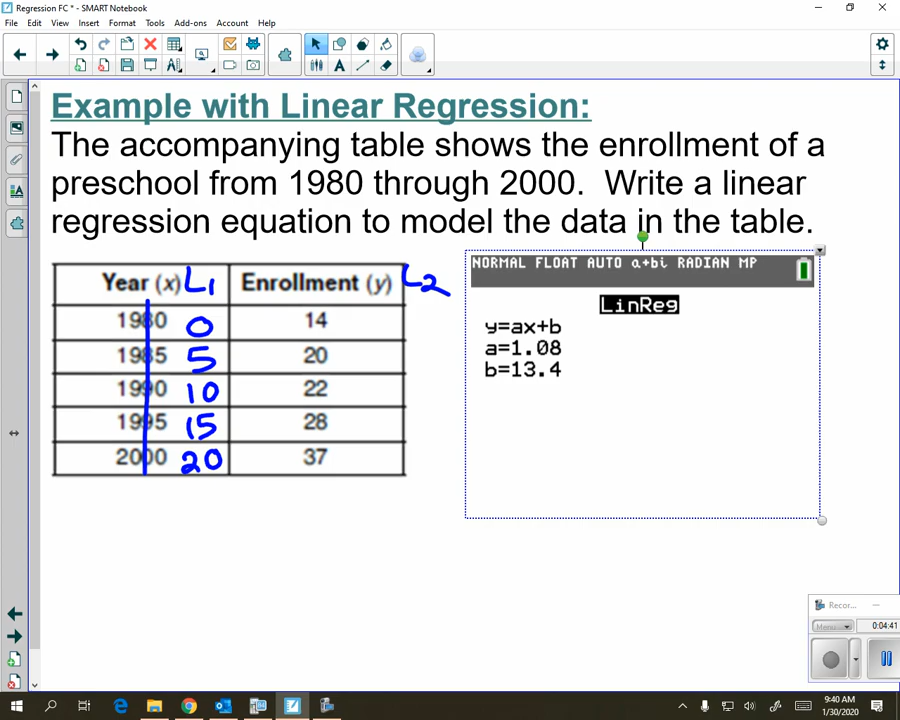 Regression FC * - SMART Notebook
File Edit View Insert Format Tools Add-ons Account Help
Example with Linear Regression:
The accompanying table shows the enrollment of a
preschool from 1980 through 2000. Write a linear
regression equation to model the data in the table.
Year (x) L1 Enrollment (y) L2
1980 0 14
1985 5 20
1990 10 22
1995 15 28
2000 20 37
NORMAL FLOAT AUTO a+bi RADIAN MP
LinReg
y=ax+b
a=1.08
b=13.4
Recor...
Menu 0:04:41
9:40 AM
1/30/2020